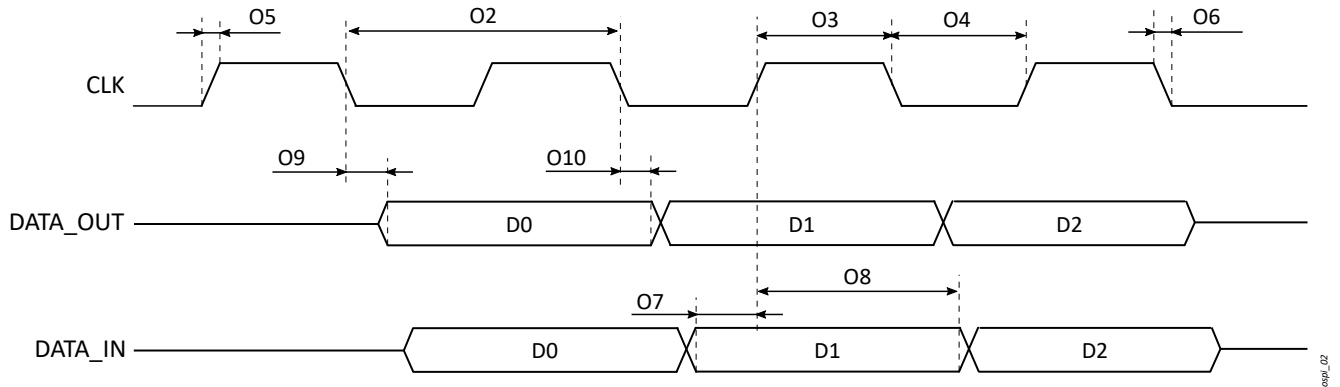 O5
O2
O3
O4
O6
CLK
O9
O10
DATA_OUT
D0
D1
D2
O8
O7
DATA_IN
D0
D1
D2
ospi_02